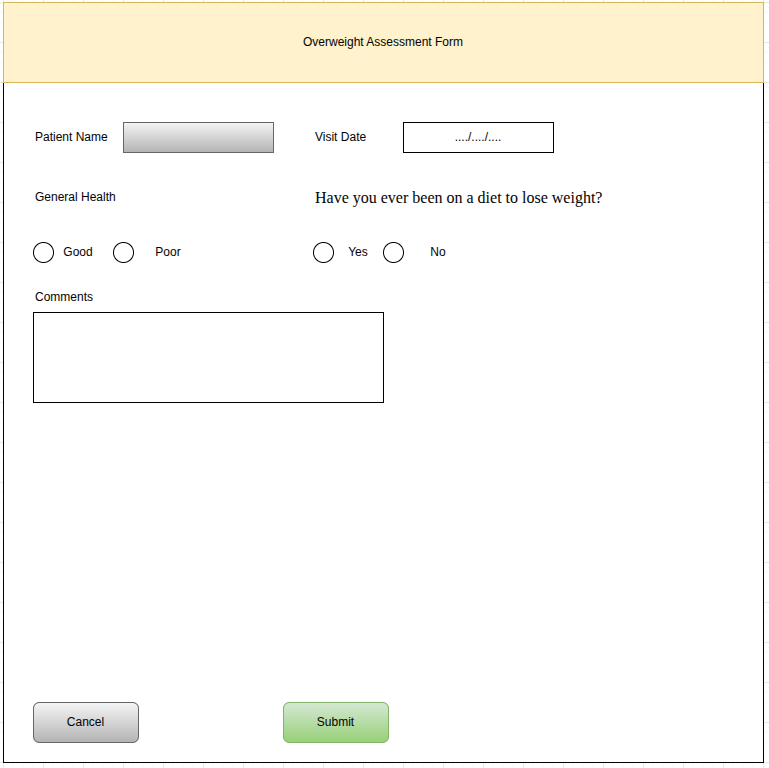 Overweight Assessment Form
Patient Name
Visit Date
..../..../....
General Health
Have you ever been on a diet to lose weight?
Good
Poor
Yes
No
Comments
Cancel
Submit